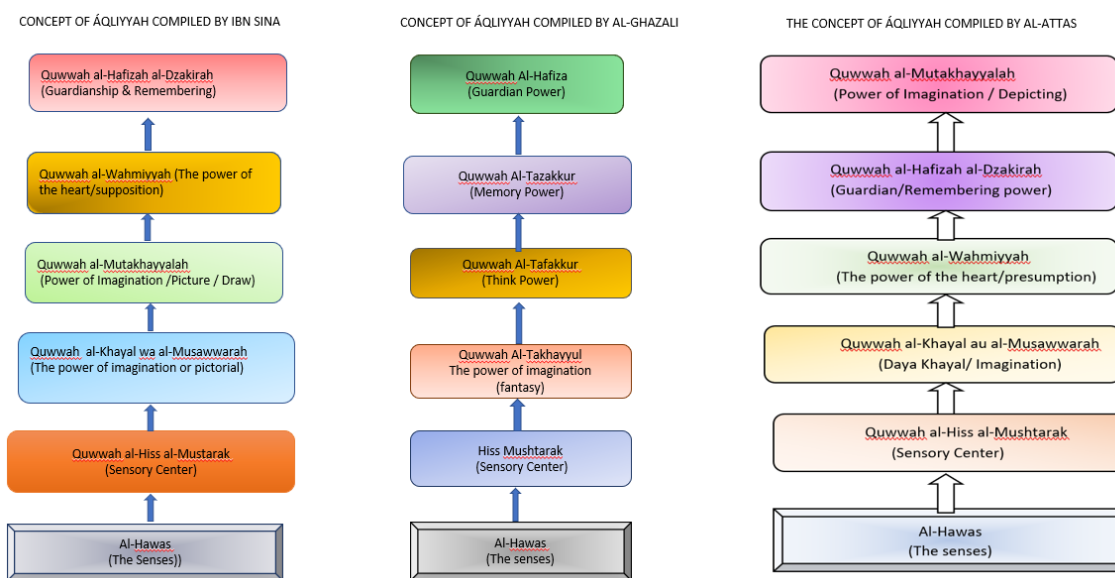 CONCEPT OF ÁQLIYYAH COMPILED BY IBN SINA
Quwwah al-Hafizah al-Dzakirah
(Guardianship & Remembering)
Quwwah al-Wahmiyyah (The power of
the heart/supposition)
Quwwah al-Mutakhayyalah
(Power of Imagination /Picture / Draw)
Quwwah al-Khayal wa al-Musawwarah
(The power of imagination or pictorial)
Quwwah al-Hiss al-Mustarak
(Sensory Center)
Al-Hawas
(The Senses))
CONCEPT OF ÁQLIYYAH COMPILED BY AL-GHAZALI
Quwwah Al-Hafiza
(Guardian Power)
Quwwah Al-Tazakkur
(Memory Power)
Quwwah Al-Tafakkur
(Think Power)
Quwwah Al-Takhayyul
The power of imagination
(fantasy)
Hiss Mushtarak
(Sensory Center)
Al-Hawas
(The senses)
THE CONCEPT OF ÁQLIYYAH COMPILED BY AL-ATTAS
Quwwah al-Mutakhayyalah
(Power of Imagination / Depicting)
Quwwah al-Hafizah al-Dzakirah
(Guardian/Remembering power)
Quwwah al-Wahmiyyah
(The power of the heart/presumption)
Quwwah al-Khayal au al-Musawwarah
(Daya Khayal/ Imagination)
Quwwah al-Hiss al-Mushtarak
(Sensory Center)
Al-Hawas
(The senses)